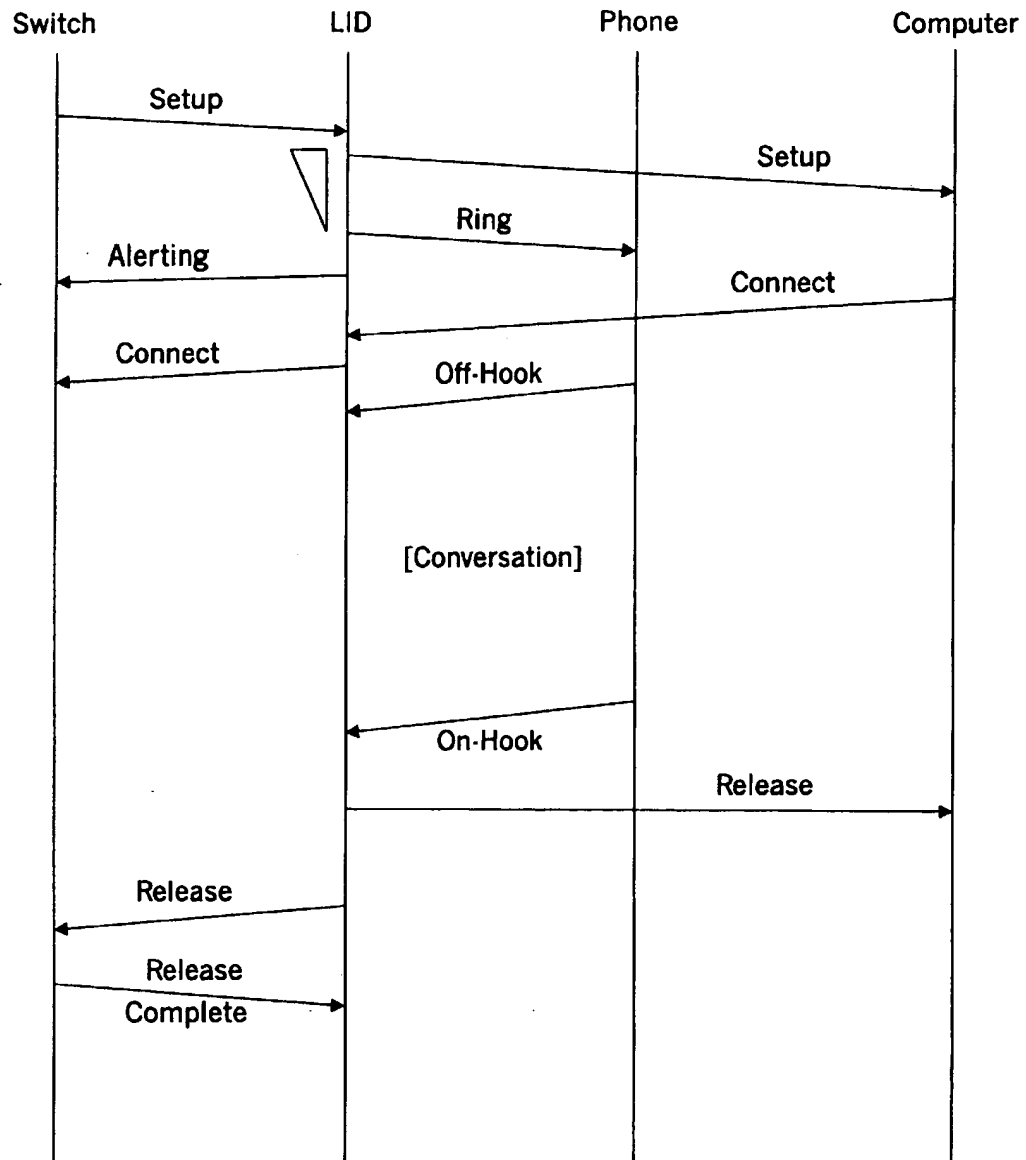 Switch LID Phone Computer
Setup
Setup
Ring
Alerting
Connect
Connect
Off-Hook
[Conversation]
On-Hook
Release
Release
Release
Complete